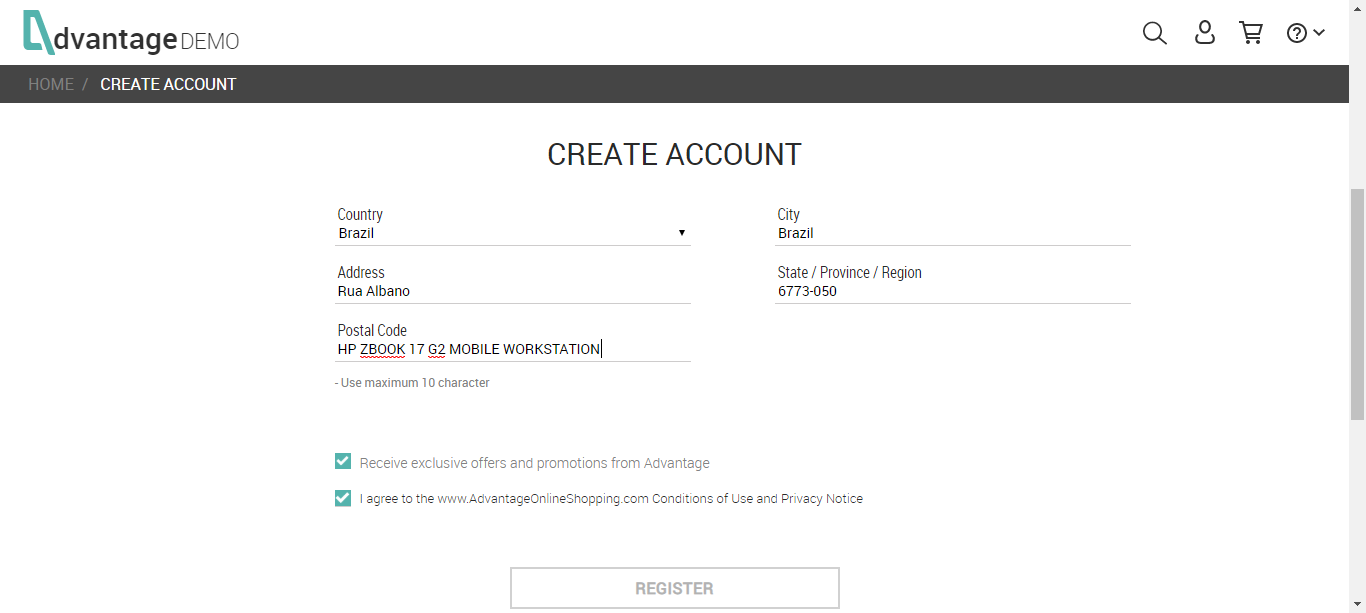 dvantage DEMO
HOME / CREATE ACCOUNT
CREATE ACCOUNT
Country
Brazil
City
Brazil
Address
Rua Albano
State / Province / Region
6773-050
Postal Code
HP ZBOOK 17 G2 MOBILE WORKSTATION
- Use maximum 10 character
Receive exclusive offers and promotions from Advantage
I agree to the www.AdvantageOnlineShopping.com Conditions of Use and Privacy Notice
REGISTER